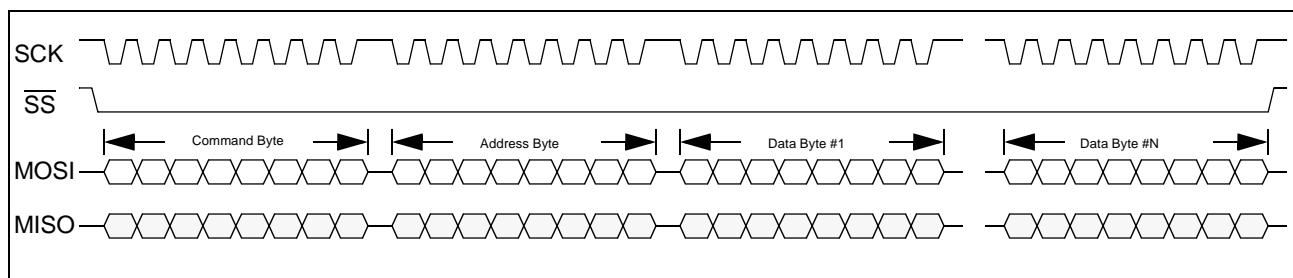 SCK
SS
Command Byte
Address Byte
Data Byte #1
Data Byte #N
MOSI
MISO